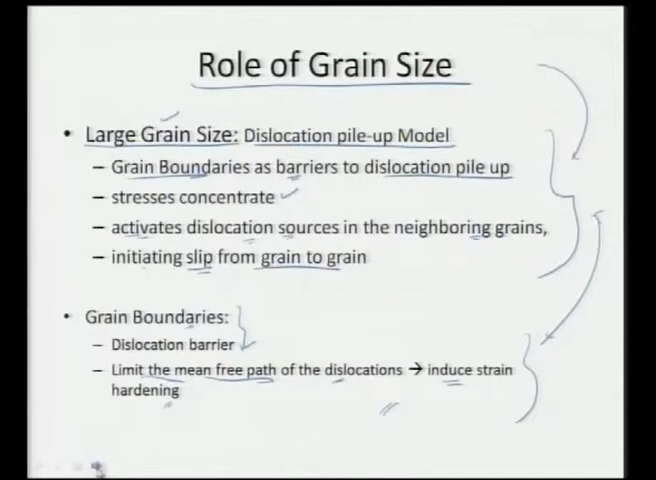 Role of Grain Size
• Large Grain Size: Dislocation pile-up Model
– Grain Boundaries as barriers to dislocation pile up
– stresses concentrate
– activates dislocation sources in the neighboring grains,
– initiating slip from grain to grain
• Grain Boundaries:
– Dislocation barrier
– Limit the mean free path of the dislocations → induce strain
hardening